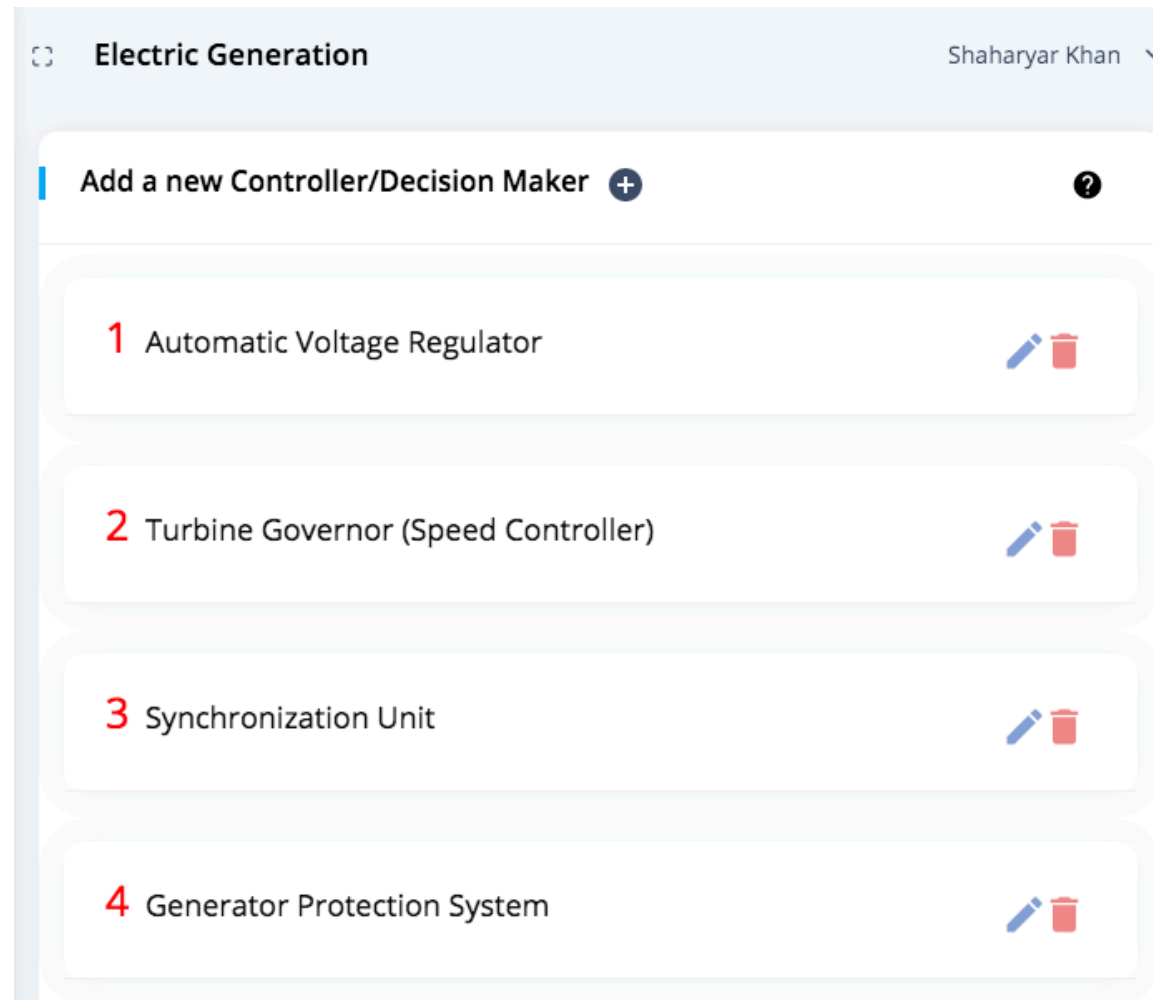 Electric Generation
Shaharyar Khan
Add a new Controller/Decision Maker
1 Automatic Voltage Regulator
2 Turbine Governor (Speed Controller)
3 Synchronization Unit
4 Generator Protection System